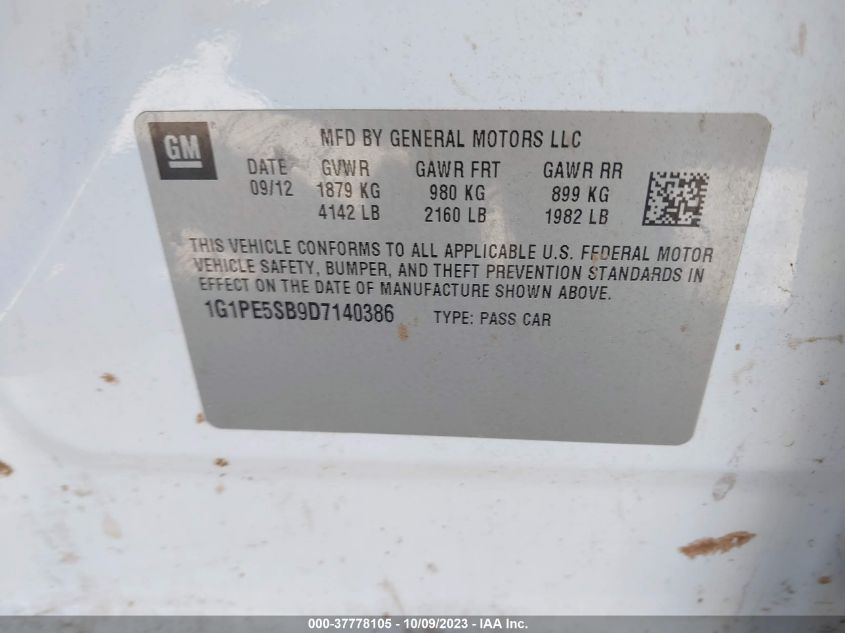 GM
MFD BY GENERAL MOTORS LLC
DATE GVWR GAWR FRT GAWR RR
09/12 1879 KG 980 KG 899 KG
4142 LB 2160 LB 1982 LB
THIS VEHICLE CONFORMS TO ALL APPLICABLE U.S. FEDERAL MOTOR
VEHICLE SAFETY, BUMPER, AND THEFT PREVENTION STANDARDS IN
EFFECT ON THE DATE OF MANUFACTURE SHOWN ABOVE.
1G1PE5SB9D7140386 TYPE: PASS CAR
000-37778105 - 10/09/2023 - IAA Inc.